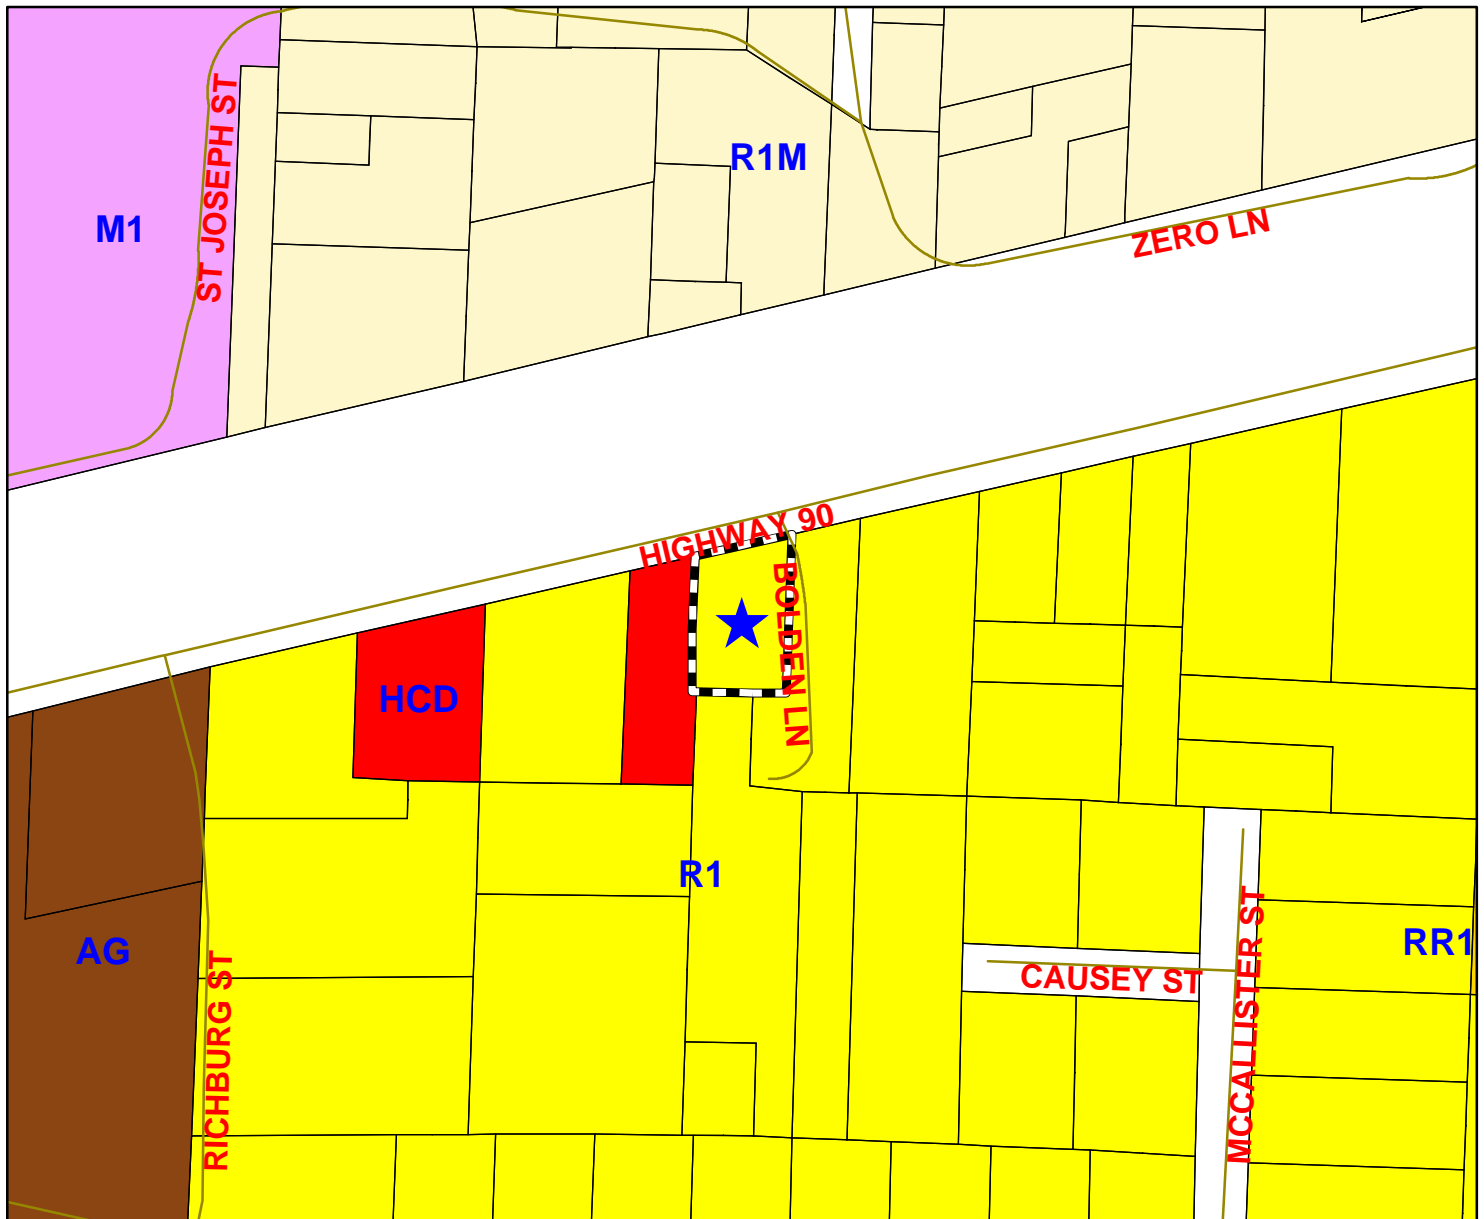 R1M
ST JOSEPH ST
M1
ZERO LN
HIGHWAY 90
BOLDEN LN
HCD
R1
AG
RR1
CAUSEY ST
RICHBURG ST
MCCALLISTER ST